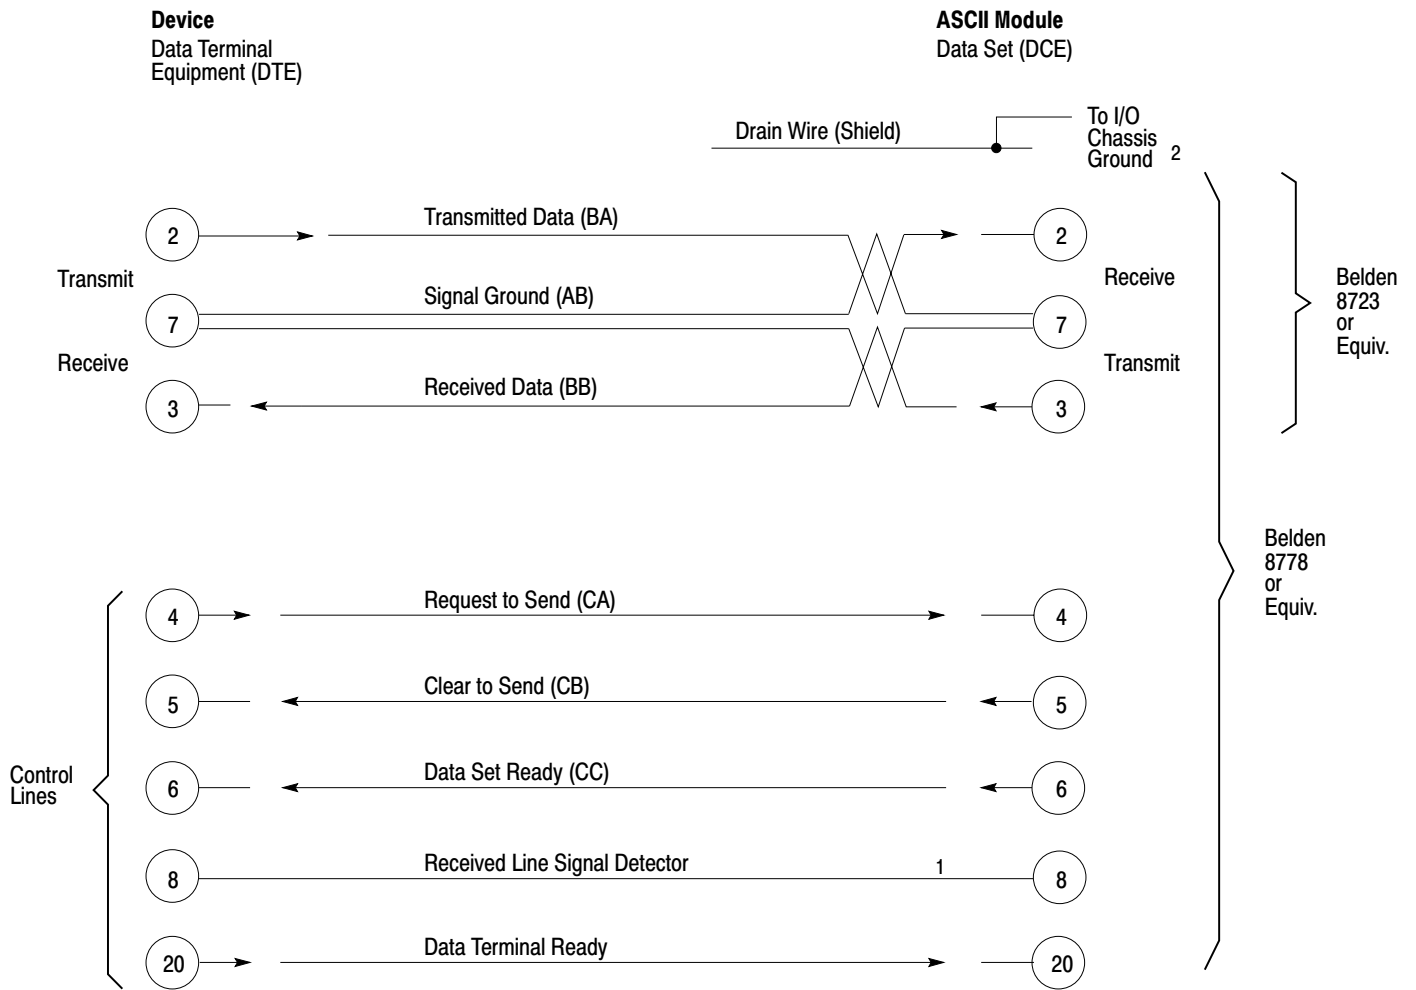 Device
Data Terminal
Equipment (DTE)
ASCII Module
Data Set (DCE)
Drain Wire (Shield)
To I/O
Chassis
Ground 2
2
Transmitted Data (BA)
2
Transmit
Receive
Signal Ground (AB)
7
7
Receive
Transmit
Received Data (BB)
3
3
Belden
8723
or
Equiv.
Belden
8778
or
Equiv.
4
Request to Send (CA)
4
5
Clear to Send (CB)
5
Control
Lines
6
Data Set Ready (CC)
6
8
Received Line Signal Detector
1
8
20
Data Terminal Ready
20